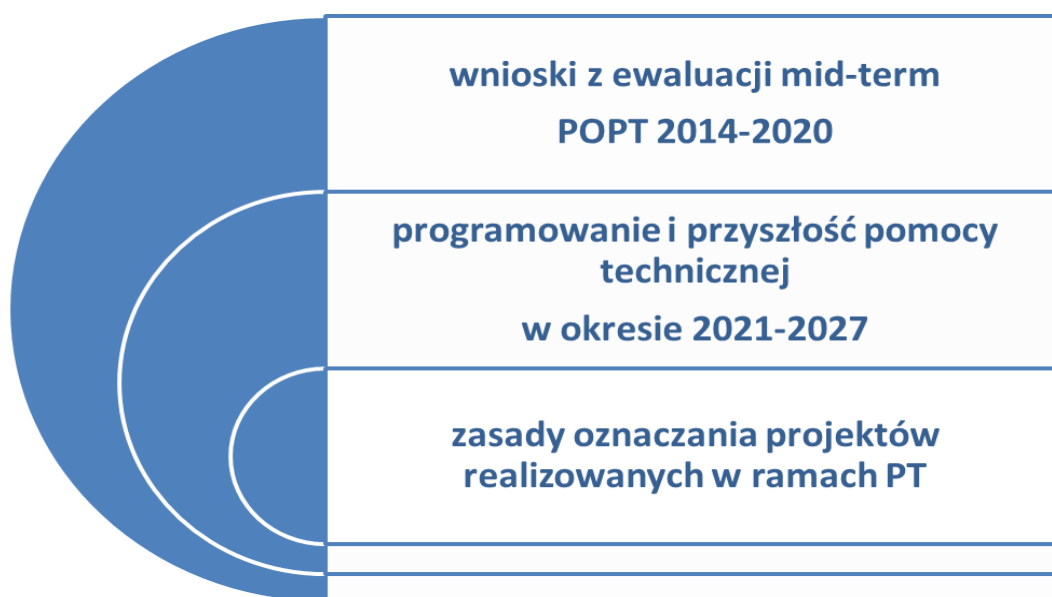 wnioski z ewaluacji mid-term
POPT 2014-2020
programowanie i przyszłość pomocy
technicznej
w okresie 2021-2027
zasady oznaczania projektów
realizowanych w ramach PT